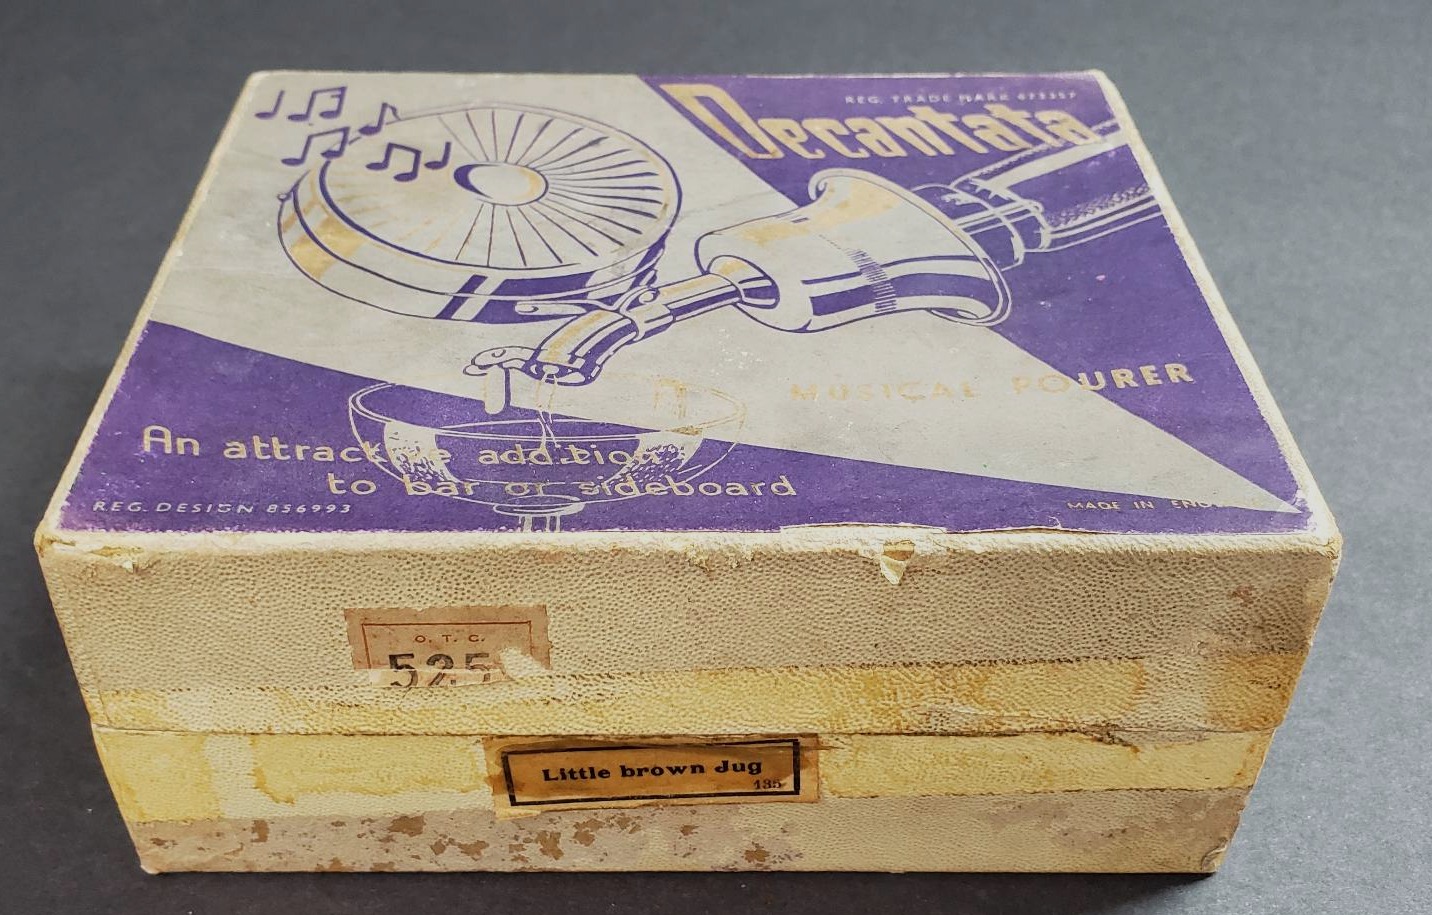 REG. TRADE MARK 673357
Decantata
MUSICAL POURER
An attractive addition
to bar or sideboard
REG. DESIGN 856993
MADE IN
O. T. C.
525
Little brown Jug
135